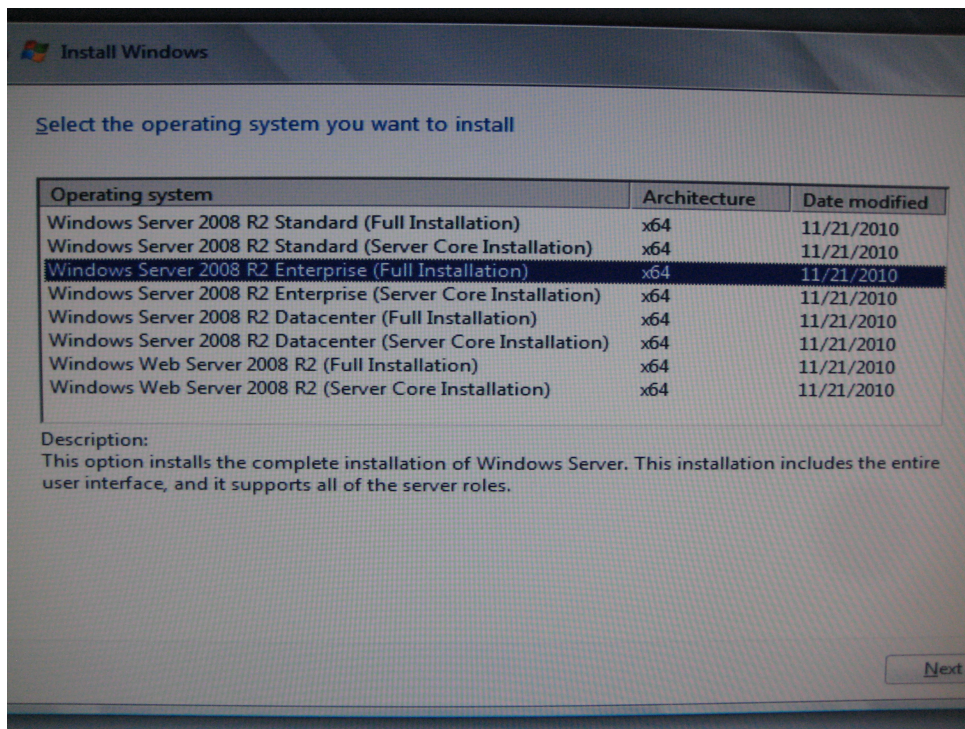 Install Windows
Select the operating system you want to install
Operating system Architecture Date modified
Windows Server 2008 R2 Standard (Full Installation) x64 11/21/2010
Windows Server 2008 R2 Standard (Server Core Installation) x64 11/21/2010
Windows Server 2008 R2 Enterprise (Full Installation) x64 11/21/2010
Windows Server 2008 R2 Enterprise (Server Core Installation) x64 11/21/2010
Windows Server 2008 R2 Datacenter (Full Installation) x64 11/21/2010
Windows Server 2008 R2 Datacenter (Server Core Installation) x64 11/21/2010
Windows Web Server 2008 R2 (Full Installation) x64 11/21/2010
Windows Web Server 2008 R2 (Server Core Installation) x64 11/21/2010
Description:
This option installs the complete installation of Windows Server. This installation includes the entire
user interface, and it supports all of the server roles.
Next